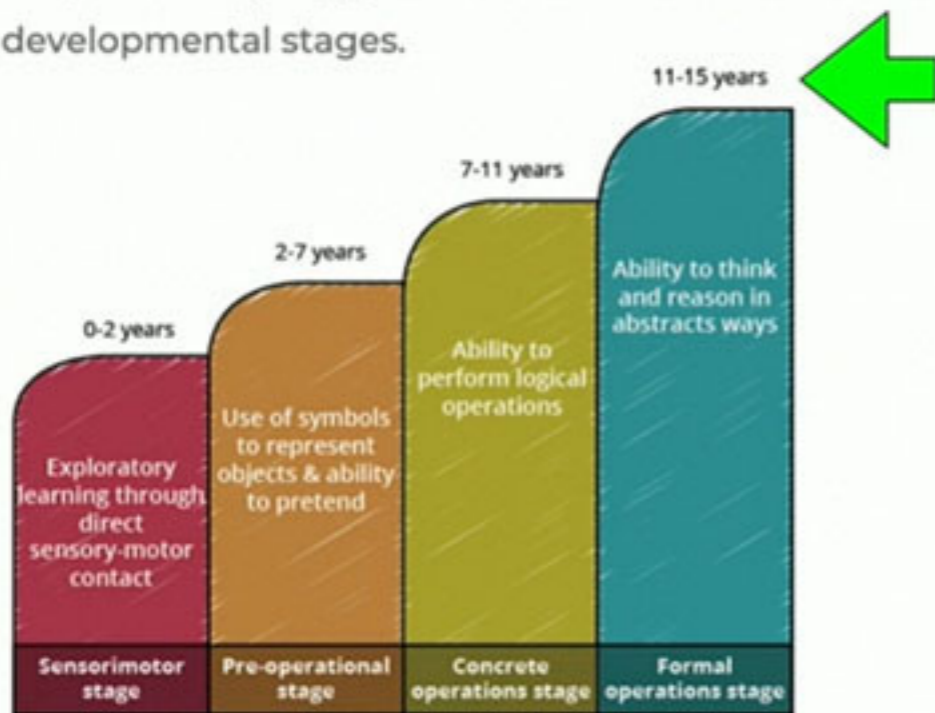 developmental stages.
11-15 years
7-11 years
2-7 years
0-2 years
Exploratory
learning through
direct
sensory-motor
contact
Use of symbols
to represent
objects & ability
to pretend
Ability to
perform logical
operations
Ability to think
and reason in
abstracts ways
Sensorimotor
stage
Pre-operational
stage
Concrete
operations stage
Formal
operations stage